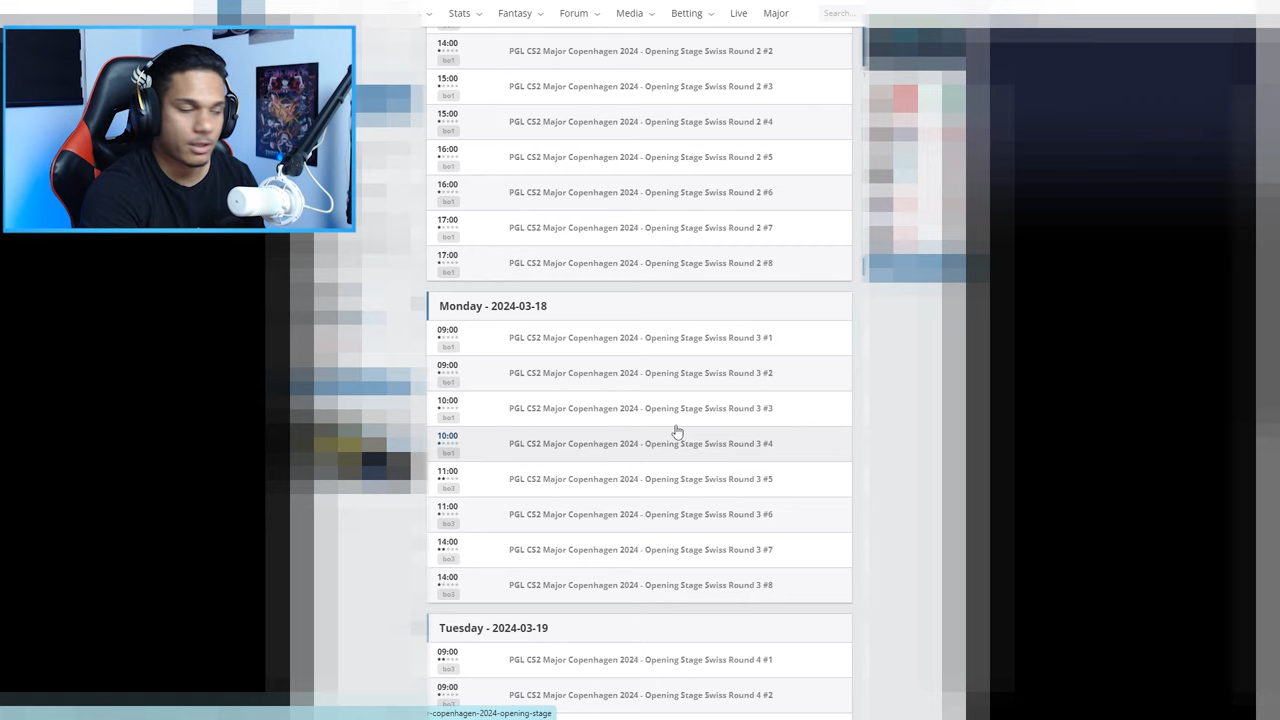 Stats Fantasy Forum Media Betting Live Major Search...
14:00 PGL CS2 Major Copenhagen 2024 - Opening Stage Swiss Round 2 #2
bo1
15:00 PGL CS2 Major Copenhagen 2024 - Opening Stage Swiss Round 2 #3
bo1
15:00 PGL CS2 Major Copenhagen 2024 - Opening Stage Swiss Round 2 #4
bo1
16:00 PGL CS2 Major Copenhagen 2024 - Opening Stage Swiss Round 2 #5
bo1
16:00 PGL CS2 Major Copenhagen 2024 - Opening Stage Swiss Round 2 #6
bo1
17:00 PGL CS2 Major Copenhagen 2024 - Opening Stage Swiss Round 2 #7
bo1
17:00 PGL CS2 Major Copenhagen 2024 - Opening Stage Swiss Round 2 #8
bo1
Monday - 2024-03-18
09:00 PGL CS2 Major Copenhagen 2024 - Opening Stage Swiss Round 3 #1
bo1
09:00 PGL CS2 Major Copenhagen 2024 - Opening Stage Swiss Round 3 #2
bo1
10:00 PGL CS2 Major Copenhagen 2024 - Opening Stage Swiss Round 3 #3
bo1
10:00 PGL CS2 Major Copenhagen 2024 - Opening Stage Swiss Round 3 #4
bo1
11:00 PGL CS2 Major Copenhagen 2024 - Opening Stage Swiss Round 3 #5
bo3
11:00 PGL CS2 Major Copenhagen 2024 - Opening Stage Swiss Round 3 #6
bo3
14:00 PGL CS2 Major Copenhagen 2024 - Opening Stage Swiss Round 3 #7
bo3
14:00 PGL CS2 Major Copenhagen 2024 - Opening Stage Swiss Round 3 #8
bo3
Tuesday - 2024-03-19
09:00 PGL CS2 Major Copenhagen 2024 - Opening Stage Swiss Round 4 #1
bo3
09:00 PGL CS2 Major Copenhagen 2024 - Opening Stage Swiss Round 4 #2
bo3
r-copenhagen-2024-opening-stage